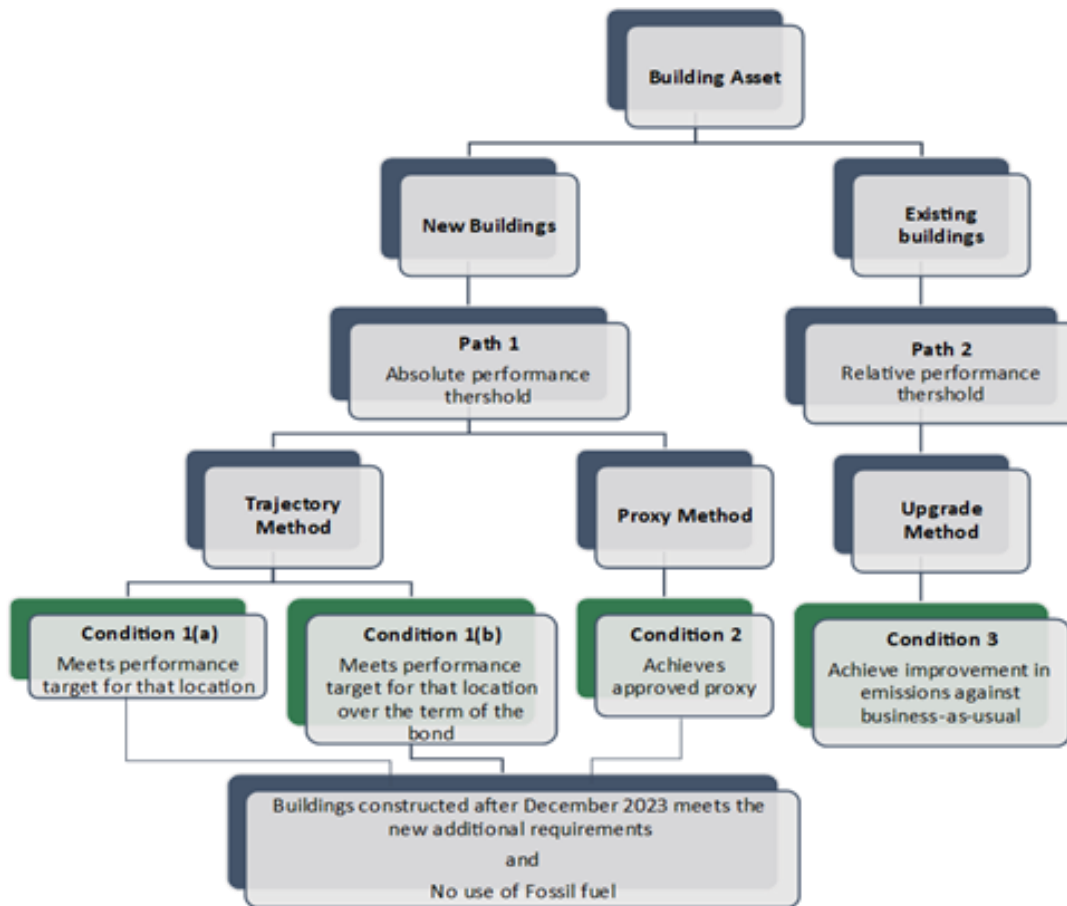 Building Asset
New Buildings
Existing
buildings
Path 1
Absolute performance
thershold
Path 2
Relative performance
thershold
Trajectory
Method
Proxy Method
Upgrade
Method
Condition 1(a)
Meets performance
target for that location
Condition 1(b)
Meets performance
target for that location
over the term of the
bond
Condition 2
Achieves
approved proxy
Condition 3
Achieve improvement in
emissions against
business-as-usual
Buildings constructed after December 2023 meets the
new additional requirements
and
No use of Fossil fuel